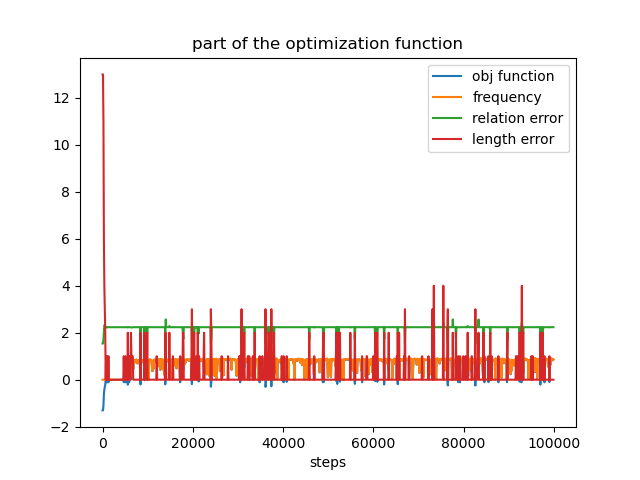 part of the optimization function
obj function
frequency
relation error
length error
12
10
8
6
4
2
0
−2
0 20000 40000 60000 80000 100000
steps